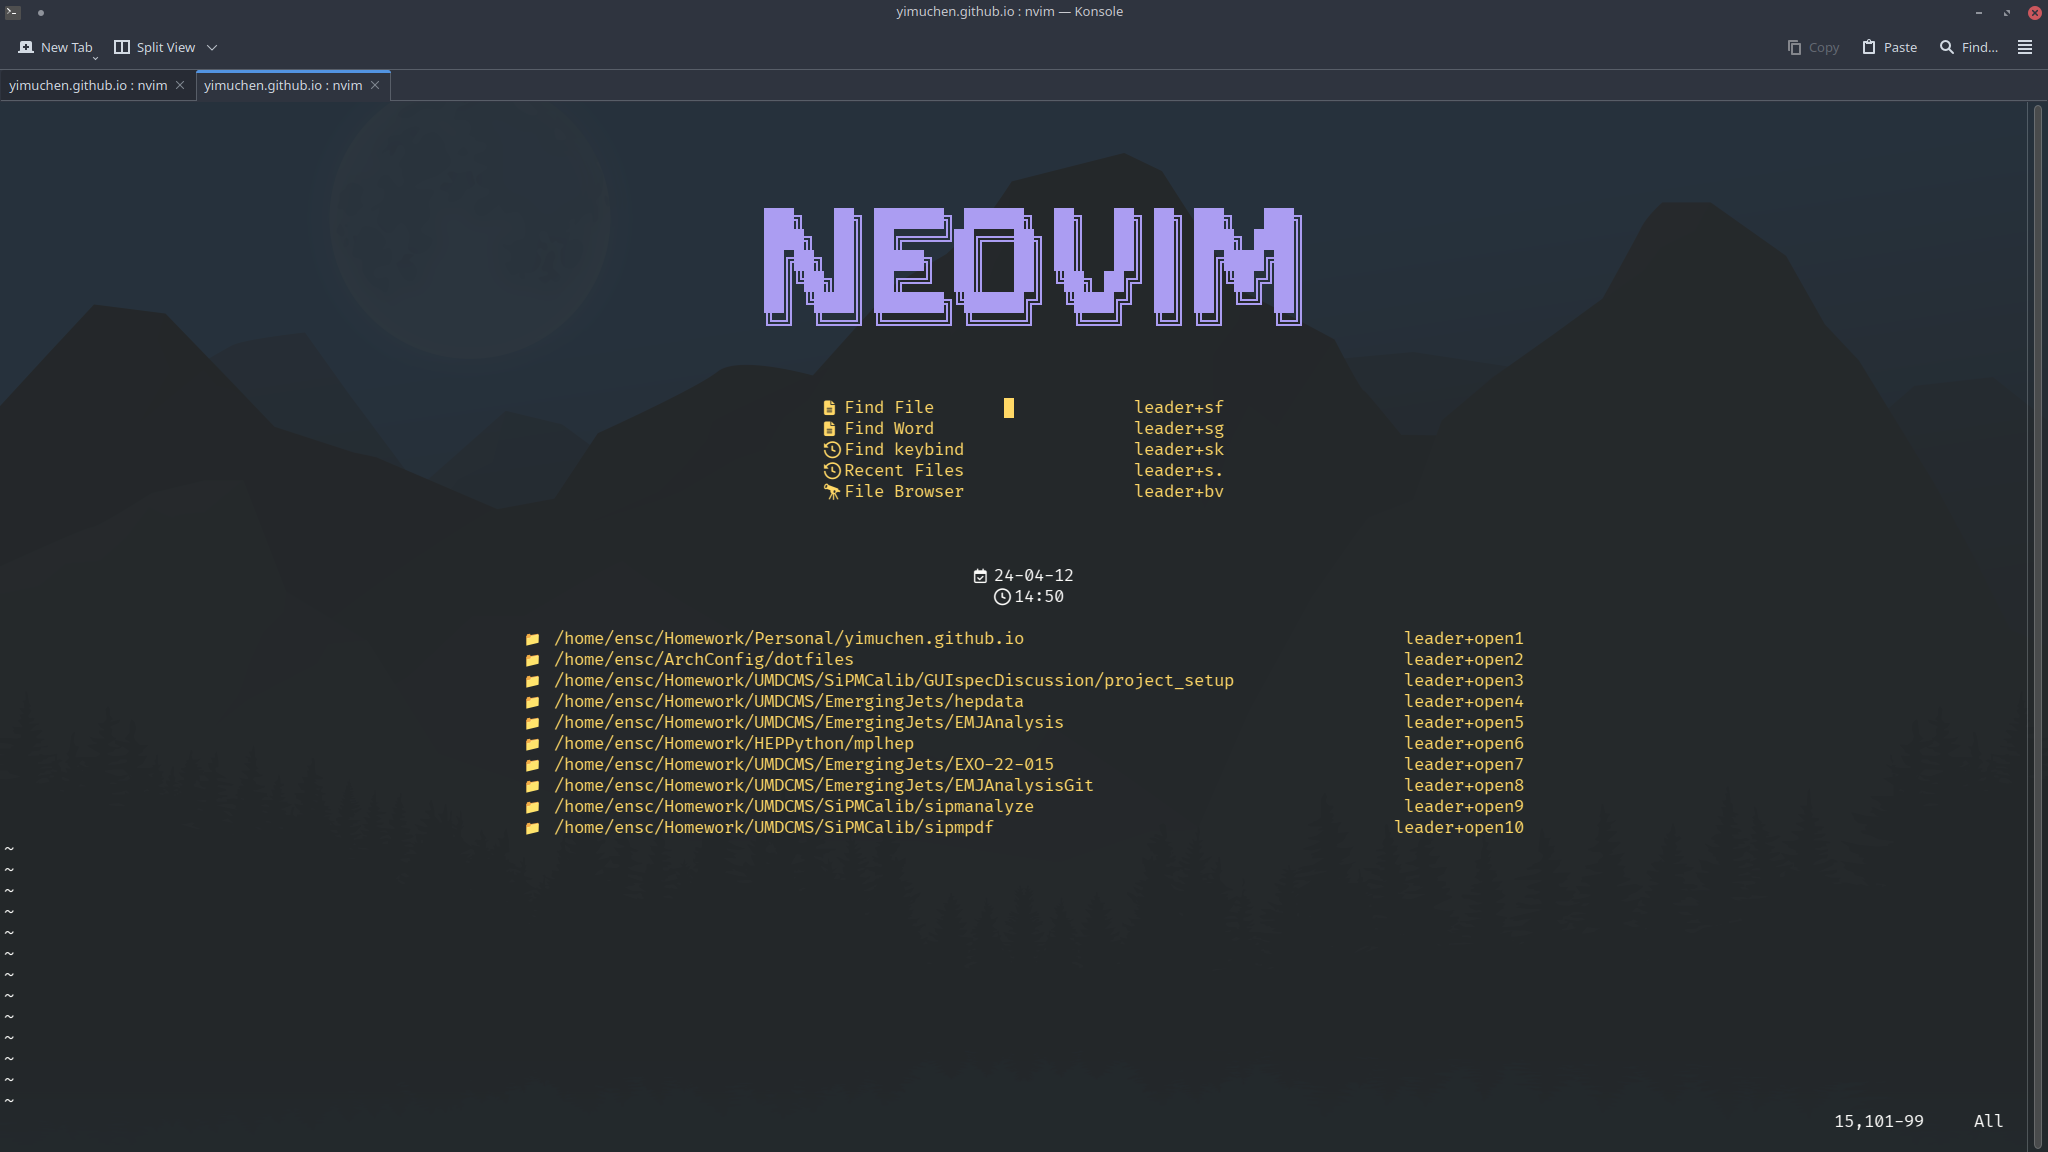 yimuchen.github.io : nvim — Konsole
New Tab Split View Copy Paste Find...
yimuchen.github.io : nvim yimuchen.github.io : nvim
NEOVIM
Find File leader+sf
Find Word leader+sg
Find keybind leader+sk
Recent Files leader+s.
File Browser leader+bv
24-04-12
14:50
/home/ensc/Homework/Personal/yimuchen.github.io leader+open1
/home/ensc/ArchConfig/dotfiles leader+open2
/home/ensc/Homework/UMDCMS/SiPMCalib/GUIspecDiscussion/project_setup leader+open3
/home/ensc/Homework/UMDCMS/EmergingJets/hepdata leader+open4
/home/ensc/Homework/UMDCMS/EmergingJets/EMJAnalysis leader+open5
/home/ensc/Homework/HEPPython/mplhep leader+open6
/home/ensc/Homework/UMDCMS/EmergingJets/EXO-22-015 leader+open7
/home/ensc/Homework/UMDCMS/EmergingJets/EMJAnalysisGit leader+open8
/home/ensc/Homework/UMDCMS/SiPMCalib/sipmanalyze leader+open9
/home/ensc/Homework/UMDCMS/SiPMCalib/sipmpdf leader+open10
~
~
~
~
~
~
~
~
~
~
~
~
~
15,101-99 All